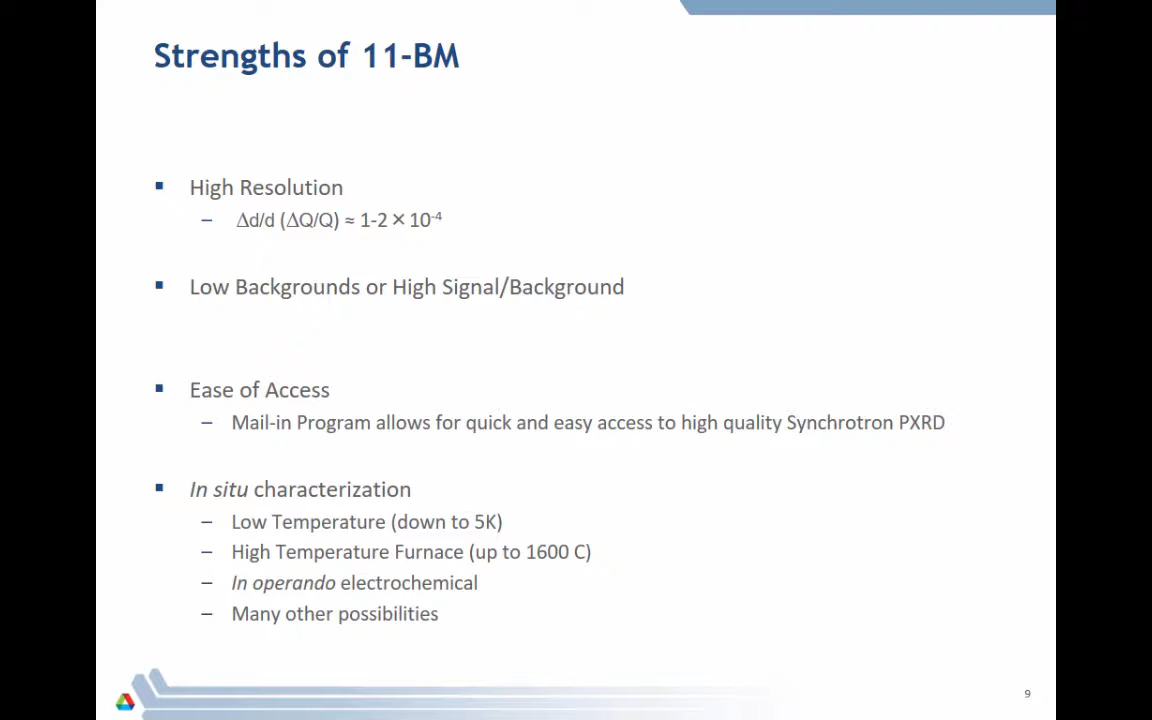 Strengths of 11-BM
▪ High Resolution
– Δd/d (ΔQ/Q) ≈ 1-2 × 10⁻⁴
▪ Low Backgrounds or High Signal/Background
▪ Ease of Access
– Mail-in Program allows for quick and easy access to high quality Synchrotron PXRD
▪ In situ characterization
– Low Temperature (down to 5K)
– High Temperature Furnace (up to 1600 C)
– In operando electrochemical
– Many other possibilities
9